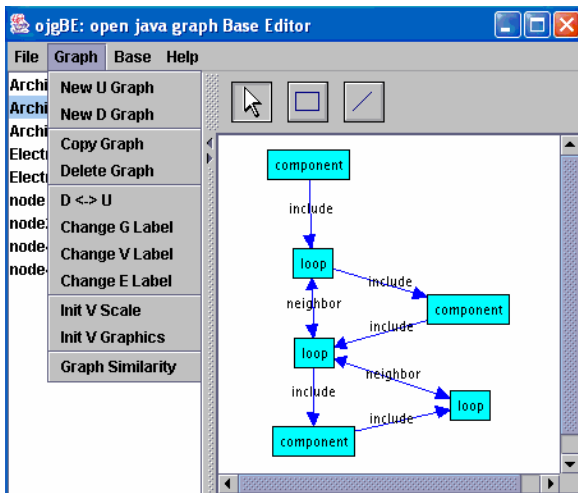 ojgBE: open java graph Base Editor
File Graph Base Help
Archi
Archi
Archi
Elect
Elect
node
node
node
node
New U Graph
New D Graph
Copy Graph
Delete Graph
D <-> U
Change G Label
Change V Label
Change E Label
Init V Scale
Init V Graphics
Graph Similarity
component
include
loop
include
neighbor
component
include
loop
neighbor
include
loop
include
component